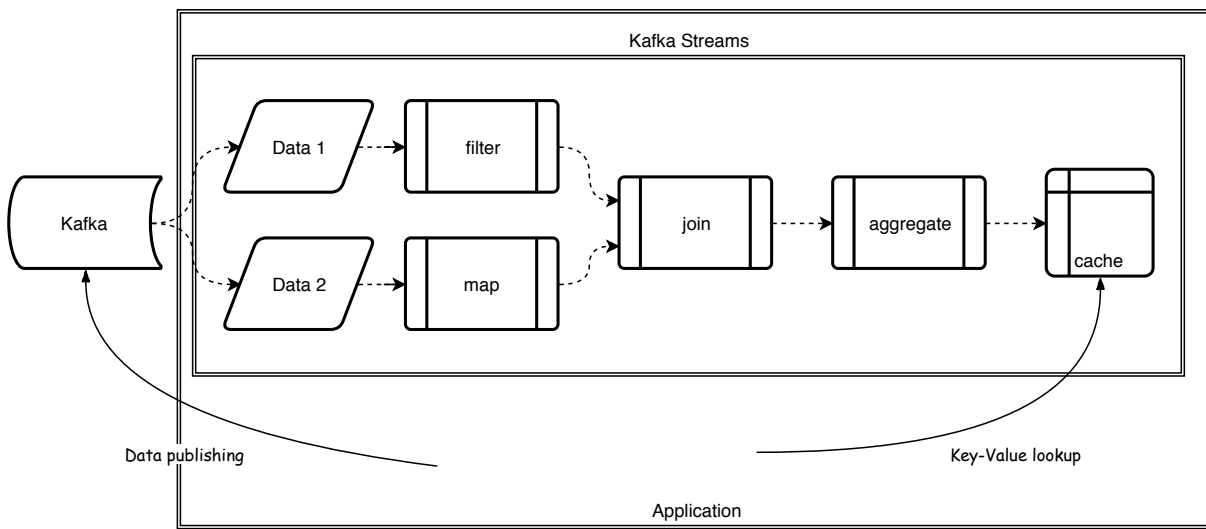 Kafka Streams
Data 1
filter
Kafka
join
aggregate
cache
Data 2
map
Data publishing
Key-Value lookup
Application